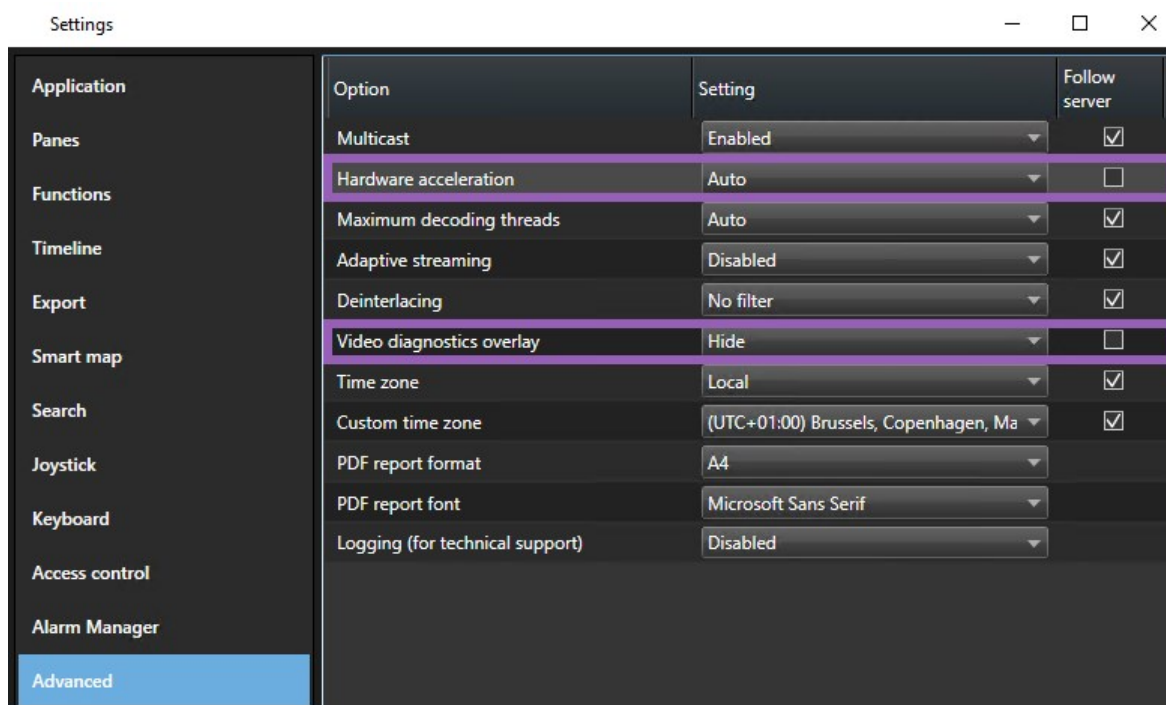 Settings
Application
Panes
Functions
Timeline
Export
Smart map
Search
Joystick
Keyboard
Access control
Alarm Manager
Advanced
Option Setting Follow server
Multicast Enabled
Hardware acceleration Auto
Maximum decoding threads Auto
Adaptive streaming Disabled
Deinterlacing No filter
Video diagnostics overlay Hide
Time zone Local
Custom time zone (UTC+01:00) Brussels, Copenhagen, Ma
PDF report format A4
PDF report font Microsoft Sans Serif
Logging (for technical support) Disabled